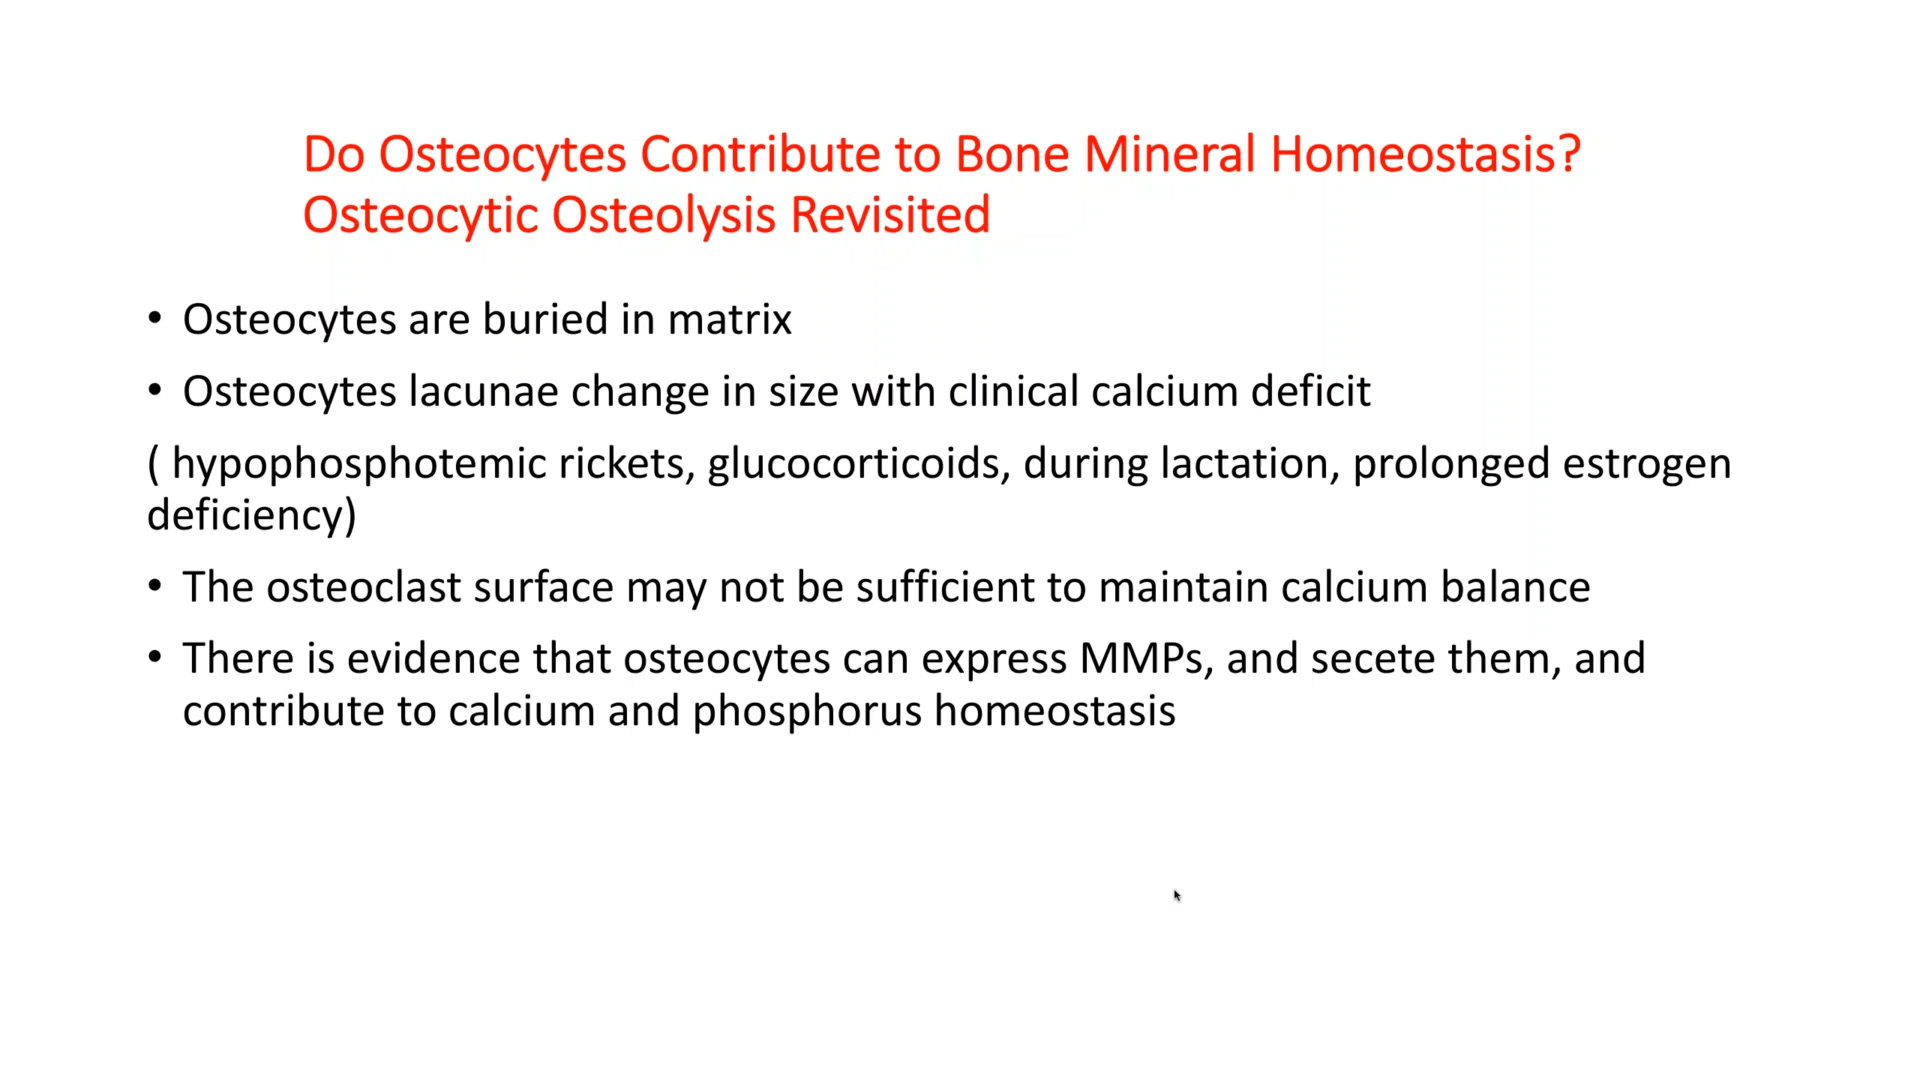 Do Osteocytes Contribute to Bone Mineral Homeostasis?
Osteocytic Osteolysis Revisited
• Osteocytes are buried in matrix
• Osteocytes lacunae change in size with clinical calcium deficit
( hypophosphotemic rickets, glucocorticoids, during lactation, prolonged estrogen
deficiency)
• The osteoclast surface may not be sufficient to maintain calcium balance
• There is evidence that osteocytes can express MMPs, and secete them, and
contribute to calcium and phosphorus homeostasis